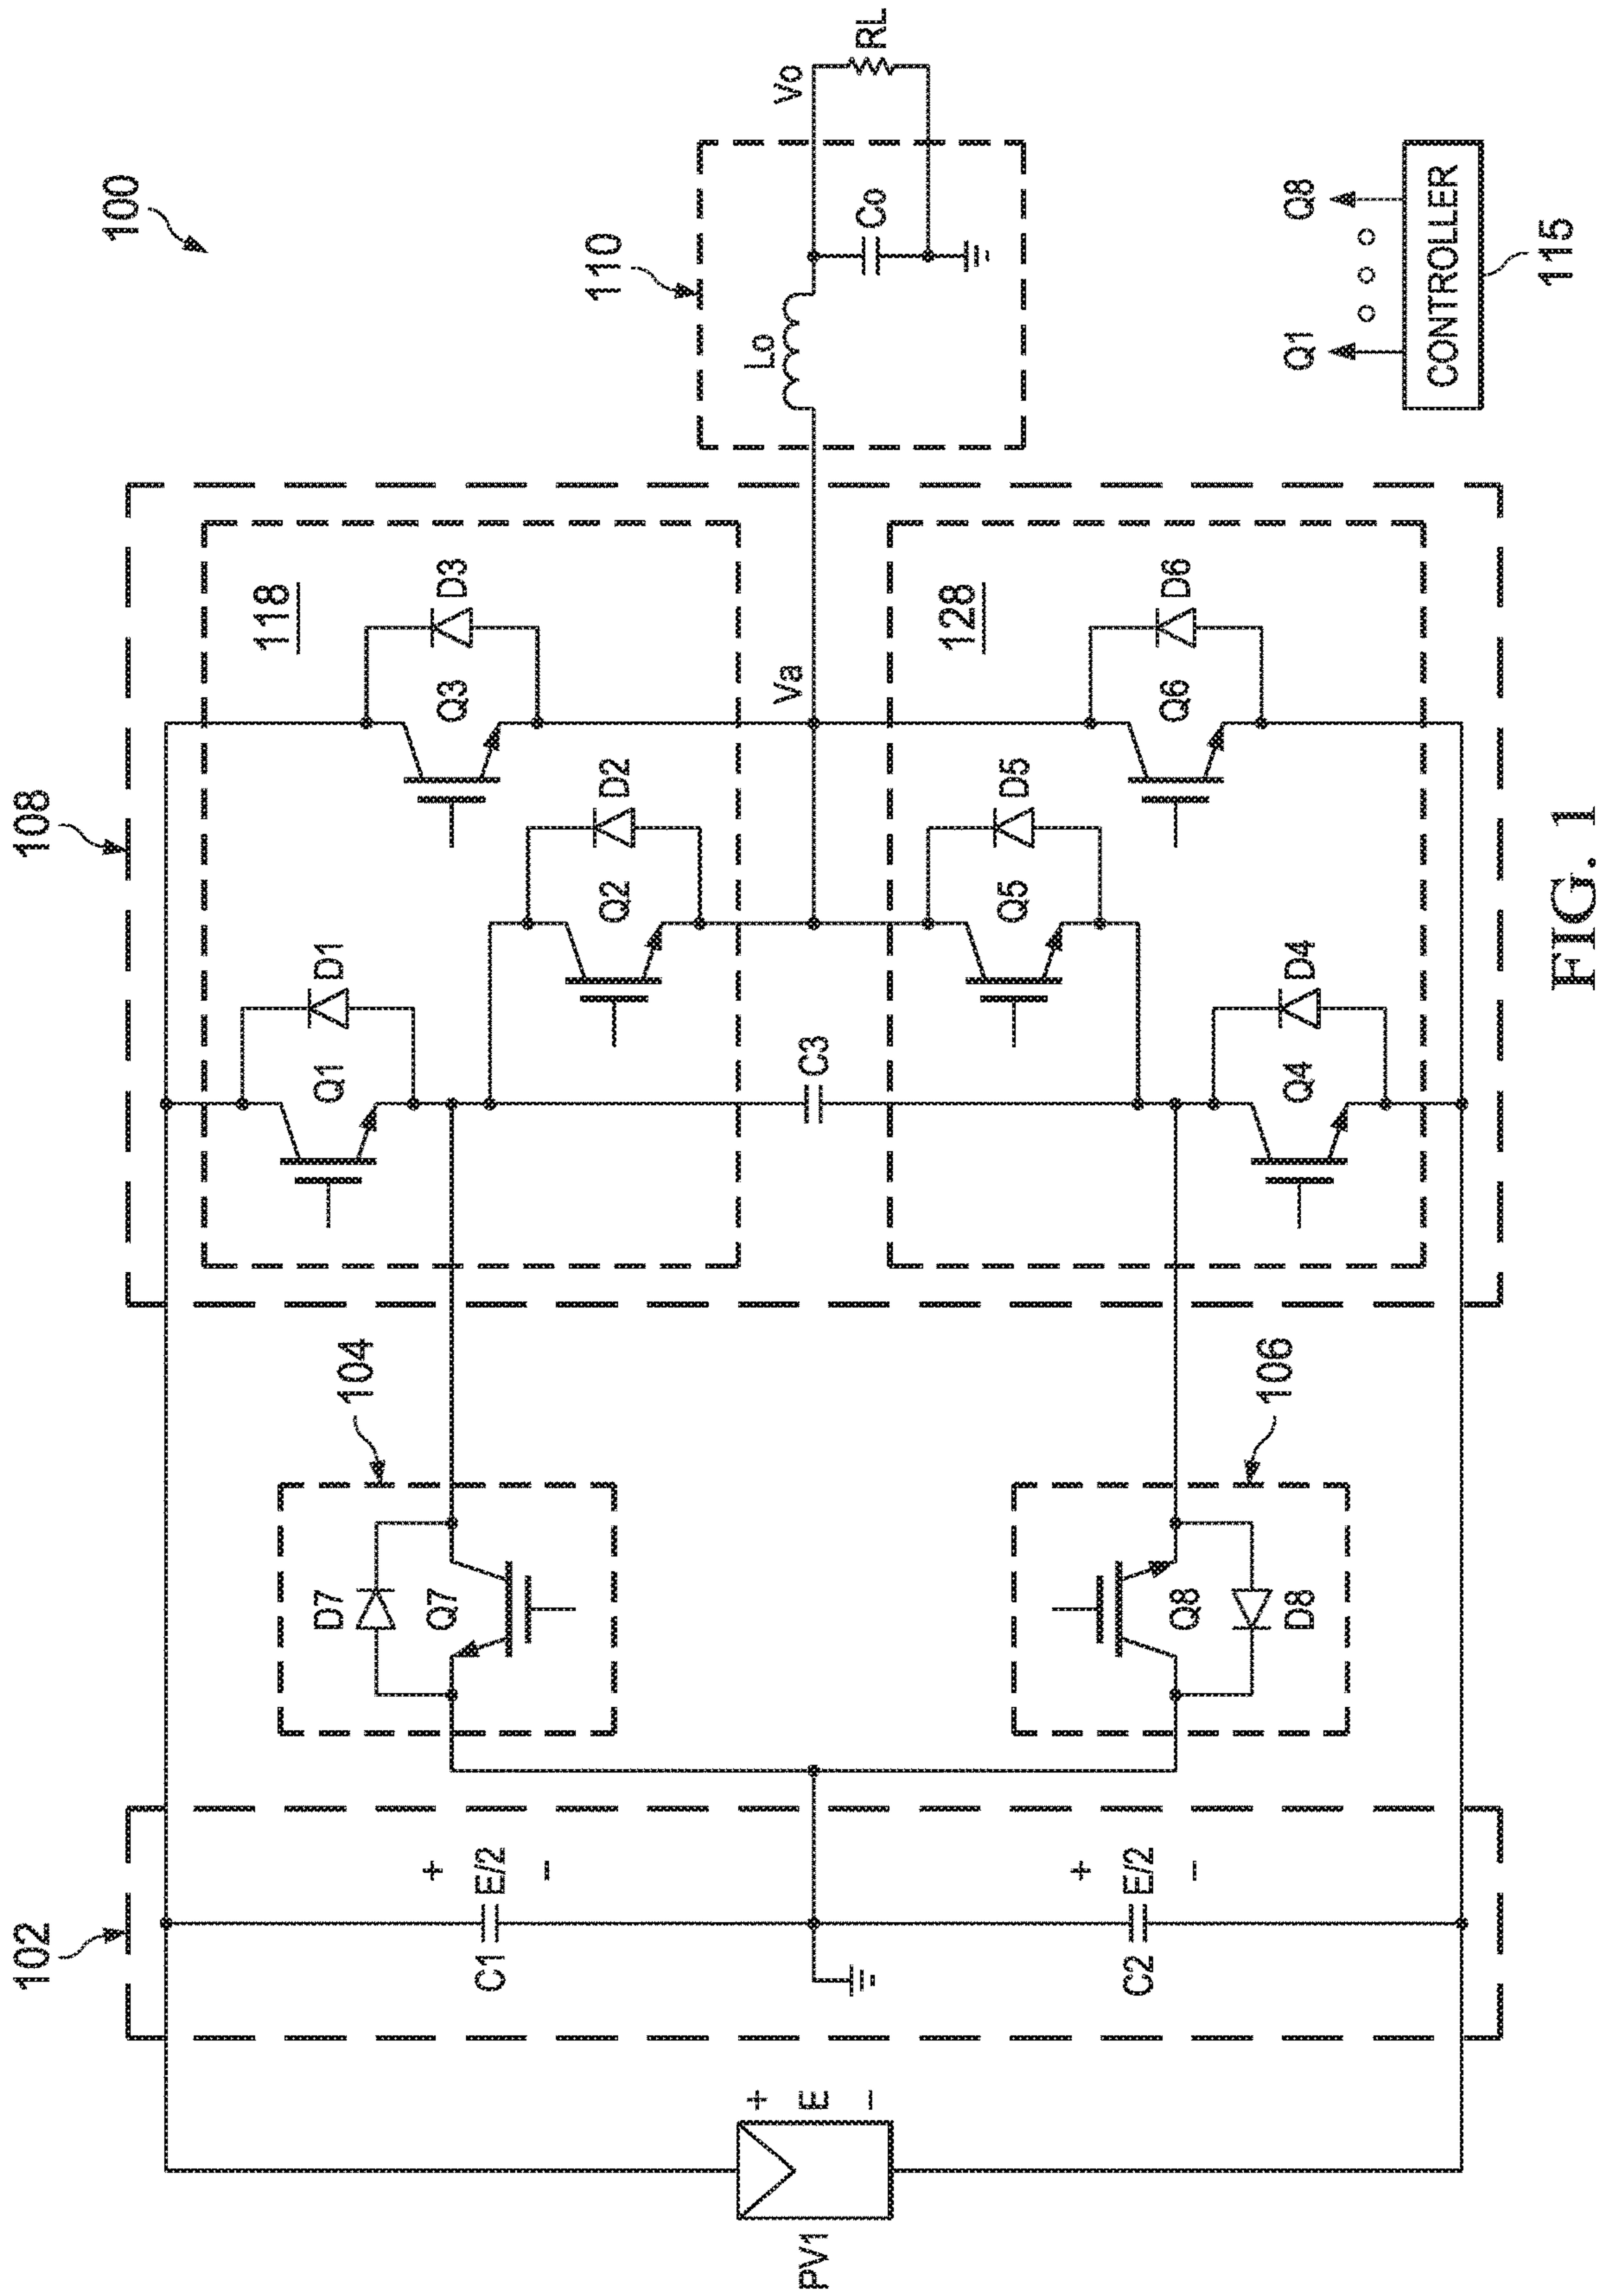 100
102
108
110
118
128
104
106
115
PV1
+
E
−
C1
+
E/2
−
C2
+
E/2
−
D7
Q7
Q8
D8
Q1
D1
Q2
D2
Q3
D3
C3
Q4
D4
Q5
D5
Q6
D6
Va
Lo
Co
Vo
RL
Q1
Q8
CONTROLLER
FIG. 1